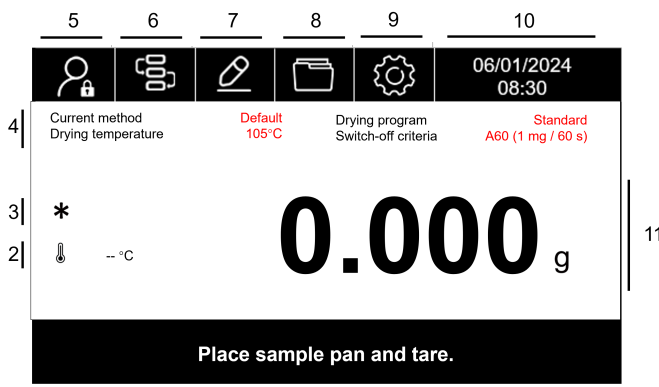 5 6 7 8 9 10
06/01/2024
08:30
4 Current method Default Drying program Standard
Drying temperature 105°C Switch-off criteria A60 (1 mg / 60 s)
3 *
2 -- °C
0.000 g
11
Place sample pan and tare.